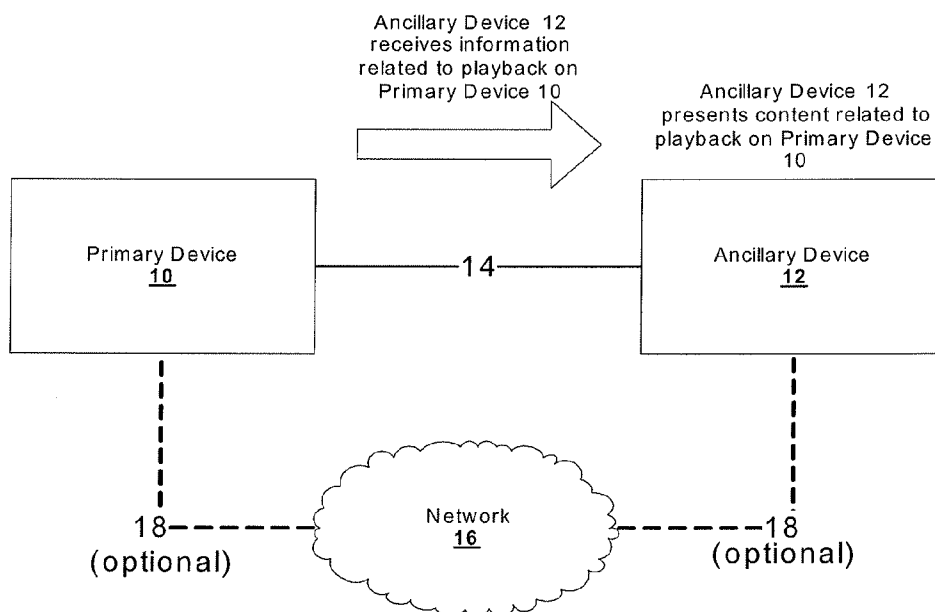 Ancillary Device 12
receives information
related to playback on
Primary Device 10
Ancillary Device 12
presents content related to
playback on Primary Device
10
Primary Device
10
14
Ancillary Device
12
Network
16
18
(optional)
18
(optional)